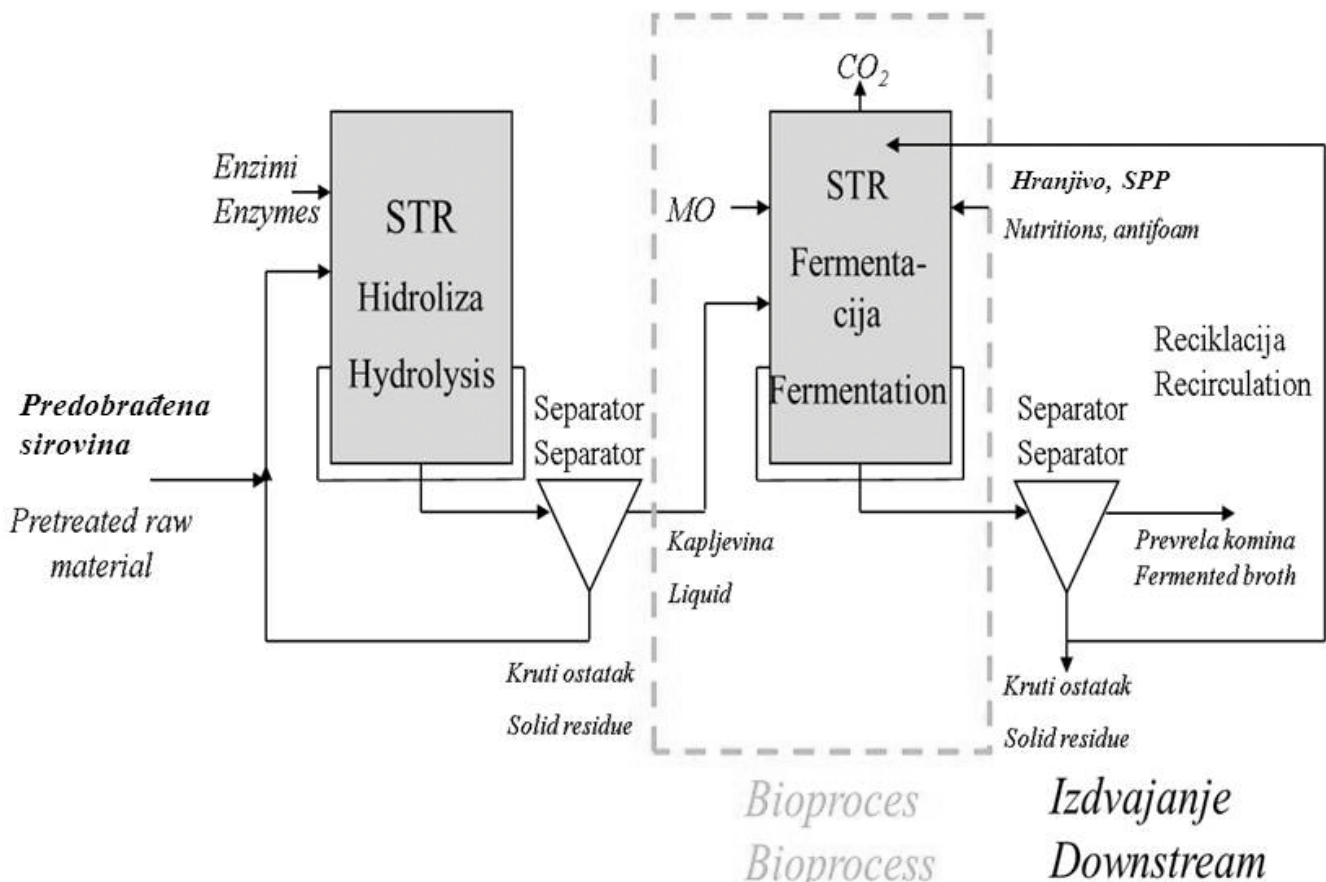 CO2
Enzimi
Enzymes
STR
Hidroliza
Hydrolysis
MO
STR
Fermenta-
cija
Fermentation
Hranjivo, SPP
Nutritions, antifoam
Reciklacija
Recirculation
Predobrađena
sirovina
Pretreated raw
material
Separator
Separator
Kapljevina
Liquid
Separator
Separator
Prevrela komina
Fermented broth
Kruti ostatak
Solid residue
Kruti ostatak
Solid residue
Bioproces
Bioprocess
Izdvajanje
Downstream